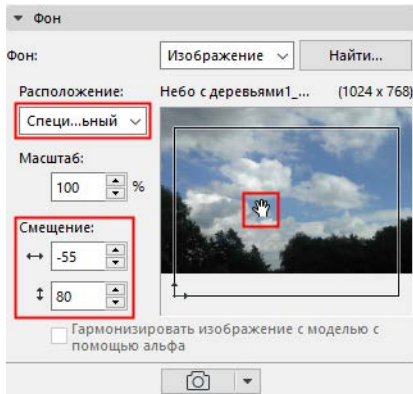 Фон
Фон: Изображение Найти...
Расположение: Небо с деревьями1_... (1024 x 768)
Специ...ьный
Масштаб:
100 %
Смещение:
-55
80
Гармонизировать изображение с моделью с
помощью альфа